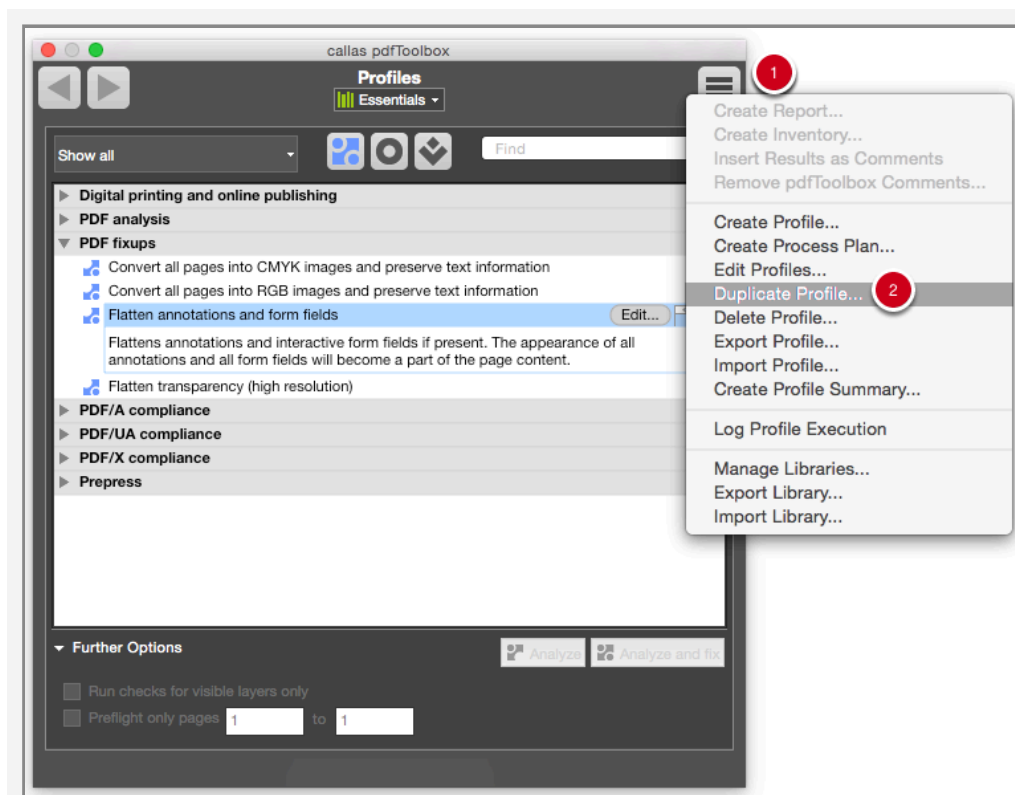 callas pdfToolbox
Profiles
Essentials
1
Show all
Find
Digital printing and online publishing
PDF analysis
PDF fixups
Convert all pages into CMYK images and preserve text information
Convert all pages into RGB images and preserve text information
Flatten annotations and form fields
Edit...
Flattens annotations and interactive form fields if present. The appearance of all
annotations and all form fields will become a part of the page content.
Flatten transparency (high resolution)
PDF/A compliance
PDF/UA compliance
PDF/X compliance
Prepress
Create Report...
Create Inventory...
Insert Results as Comments
Remove pdfToolbox Comments...
Create Profile...
Create Process Plan...
Edit Profiles...
Duplicate Profile...
2
Delete Profile...
Export Profile...
Import Profile...
Create Profile Summary...
Log Profile Execution
Manage Libraries...
Export Library...
Import Library...
Further Options
Analyze
Analyze and fix
Run checks for visible layers only
Preflight only pages 1 to 1